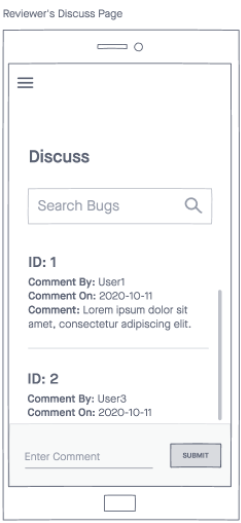 Reviewer's Discuss Page
Discuss
Search Bugs
ID: 1
Comment By: User1
Comment On: 2020-10-11
Comment: Lorem ipsum dolor sit
amet, consectetur adipiscing elit.
ID: 2
Comment By: User3
Comment On: 2020-10-11
Enter Comment
SUBMIT